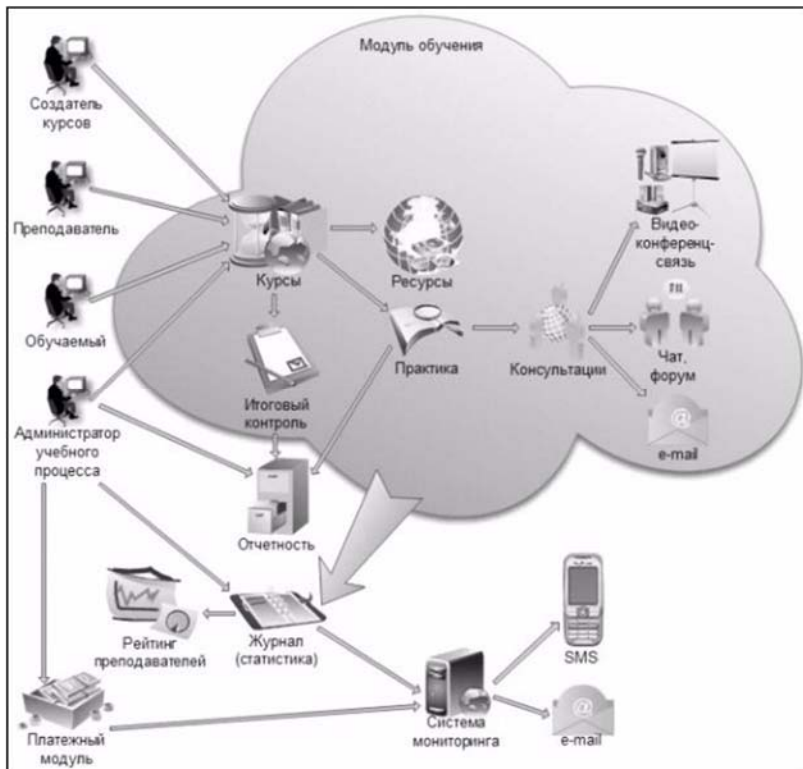 Модуль обучения
Создатель
курсов
Преподаватель
Обучаемый
Администратор
учебного
процесса
Курсы
Ресурсы
Видео-
конференц-
связь
Итоговый
контроль
Практика
Консультации
Чат,
форум
e-mail
Отчетность
Рейтинг
преподавателей
Журнал
(статистика)
SMS
Платежный
модуль
Система
мониторинга
e-mail